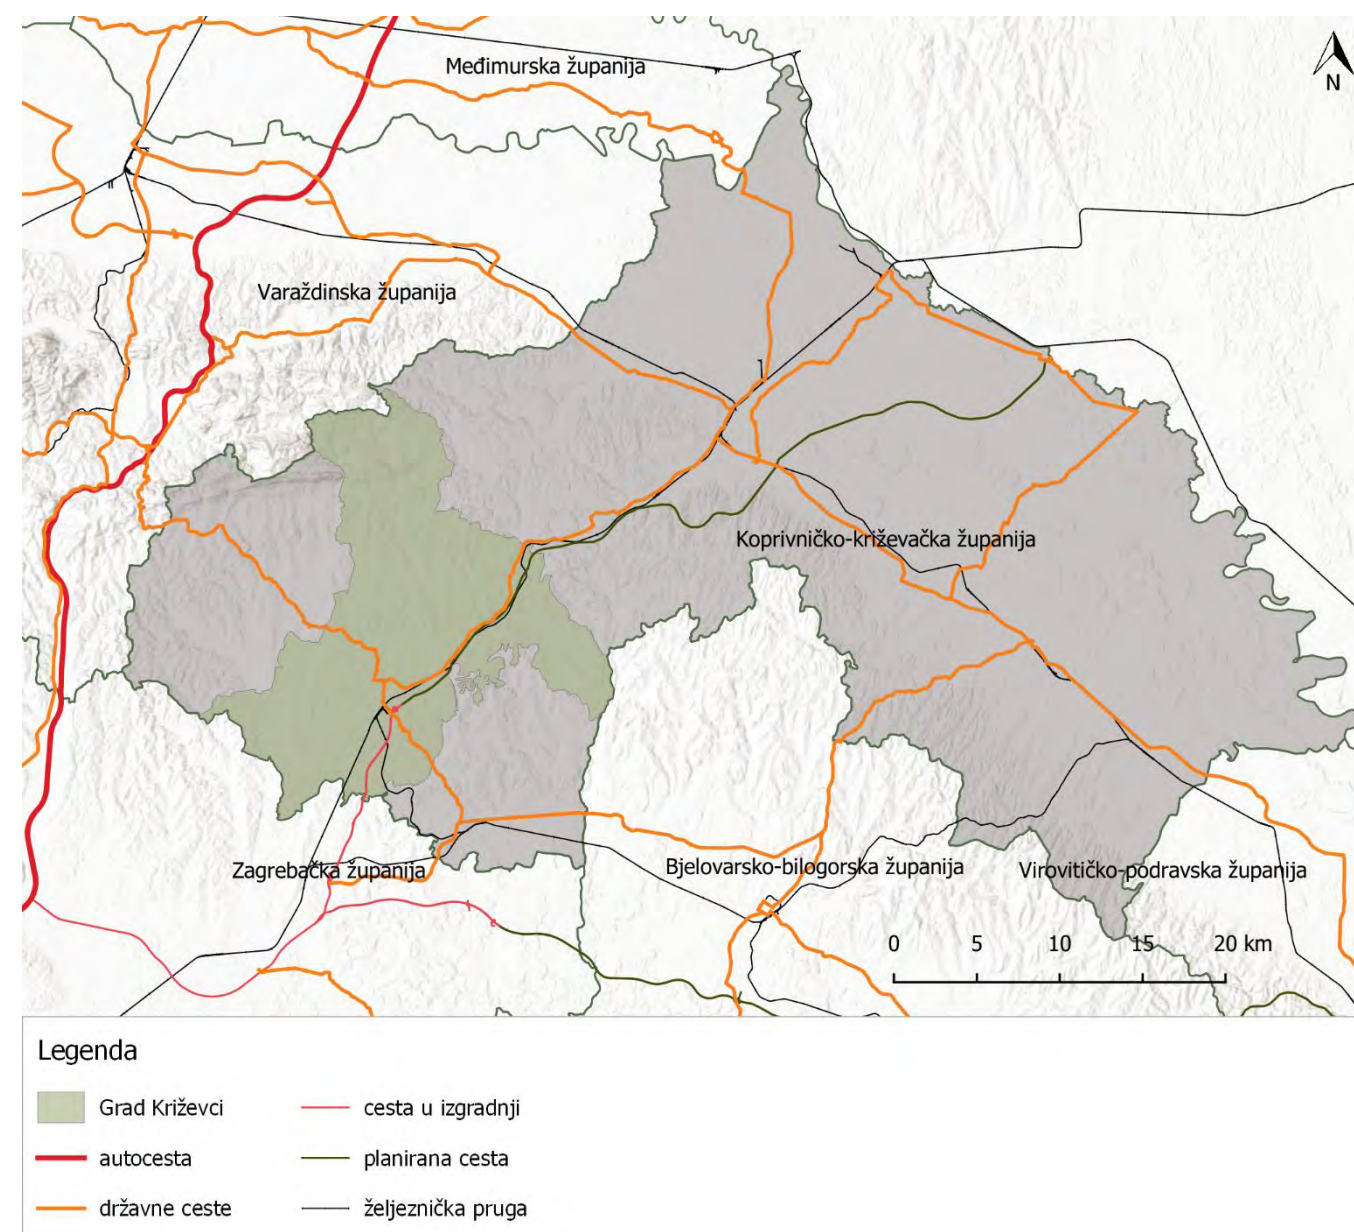 Međimurska županija
N
Varaždinska županija
Koprivničko-križevačka županija
Zagrebačka županija
Bjelovarsko-bilogorska županija
Virovitičko-podravska županija
0 5 10 15 20 km
Legenda
Grad Križevci
cesta u izgradnji
autocesta
planirana cesta
državne ceste
željeznička pruga